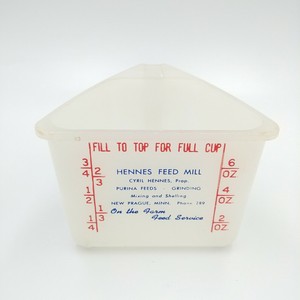 FILL TO TOP FOR FULL CUP
3/4 2/3 HENNES FEED MILL 6 OZ
CYRIL HENNES, Prop.
PURINA FEEDS GRINDING
1/2 Mixing and Shelling 4 OZ
1/3 NEW PRAGUE, MINN.
1/4 On the Farm 2 OZ
Feed Service